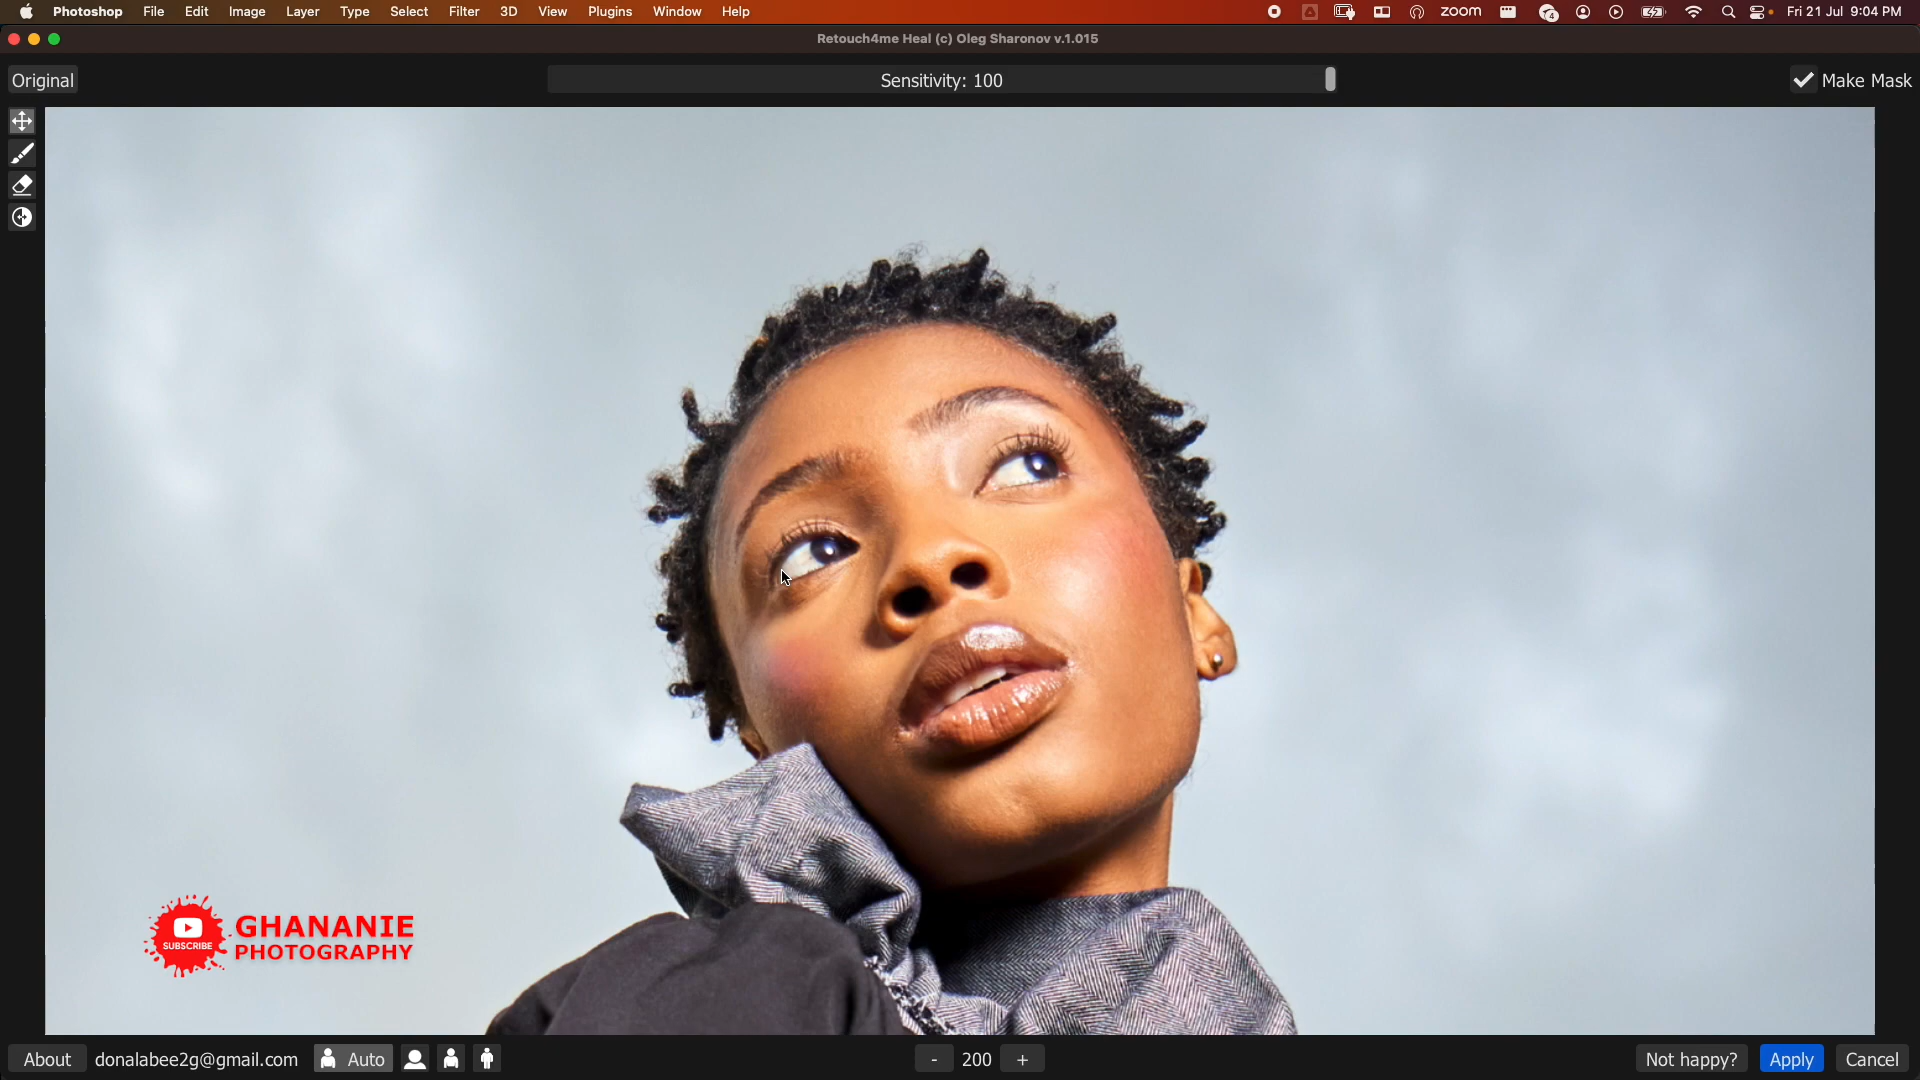 Photoshop File Edit Image Layer Type Select Filter 3D View Plugins Window Help zoom 4 Fri 21 Jul 9:04 PM
Retouch4me Heal (c) Oleg Sharonov v.1.015
Original Sensitivity: 100 Make Mask
SUBSCRIBE
GHANANIE
PHOTOGRAPHY
About donalabee2g@gmail.com Auto - 200 + Not happy? Apply Cancel